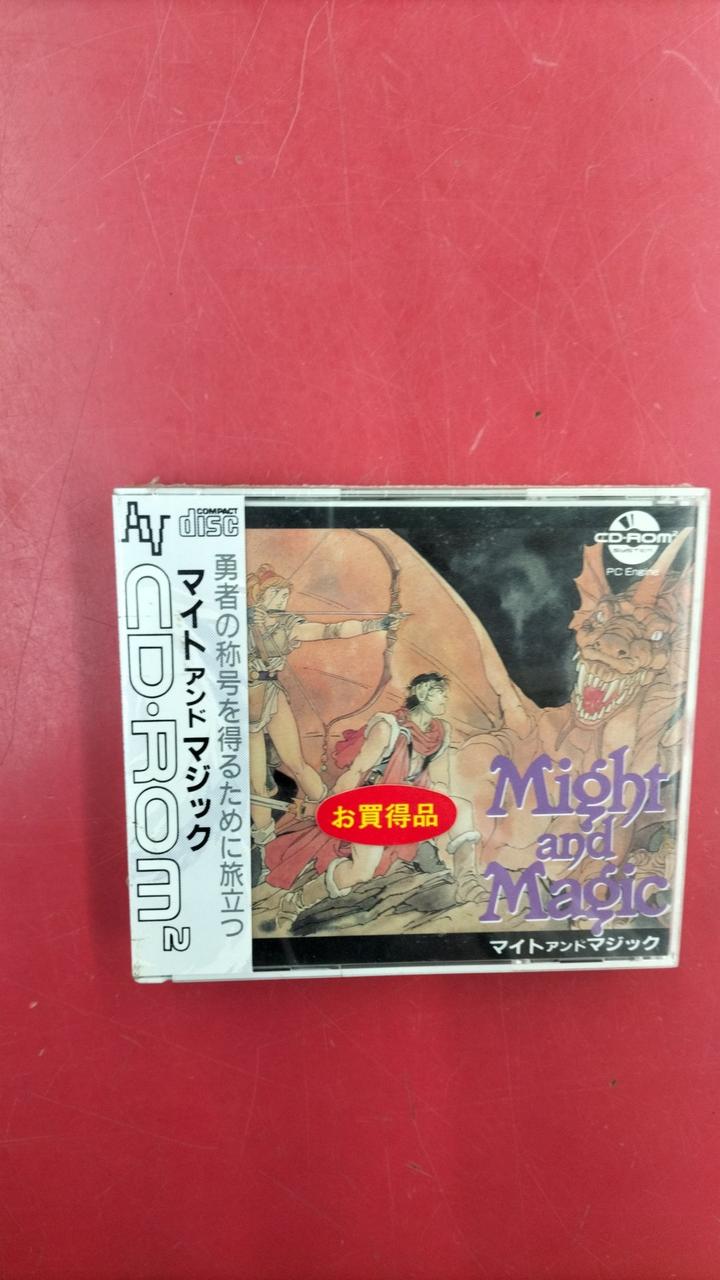 COMPACT
disc
CD・ROM2
マイトアンドマジック
勇者の称号を得るために旅立つ
CD-ROM2
SYSTEM
PC Engine
お買得品
Might
and
Magic
マイトアンドマジック